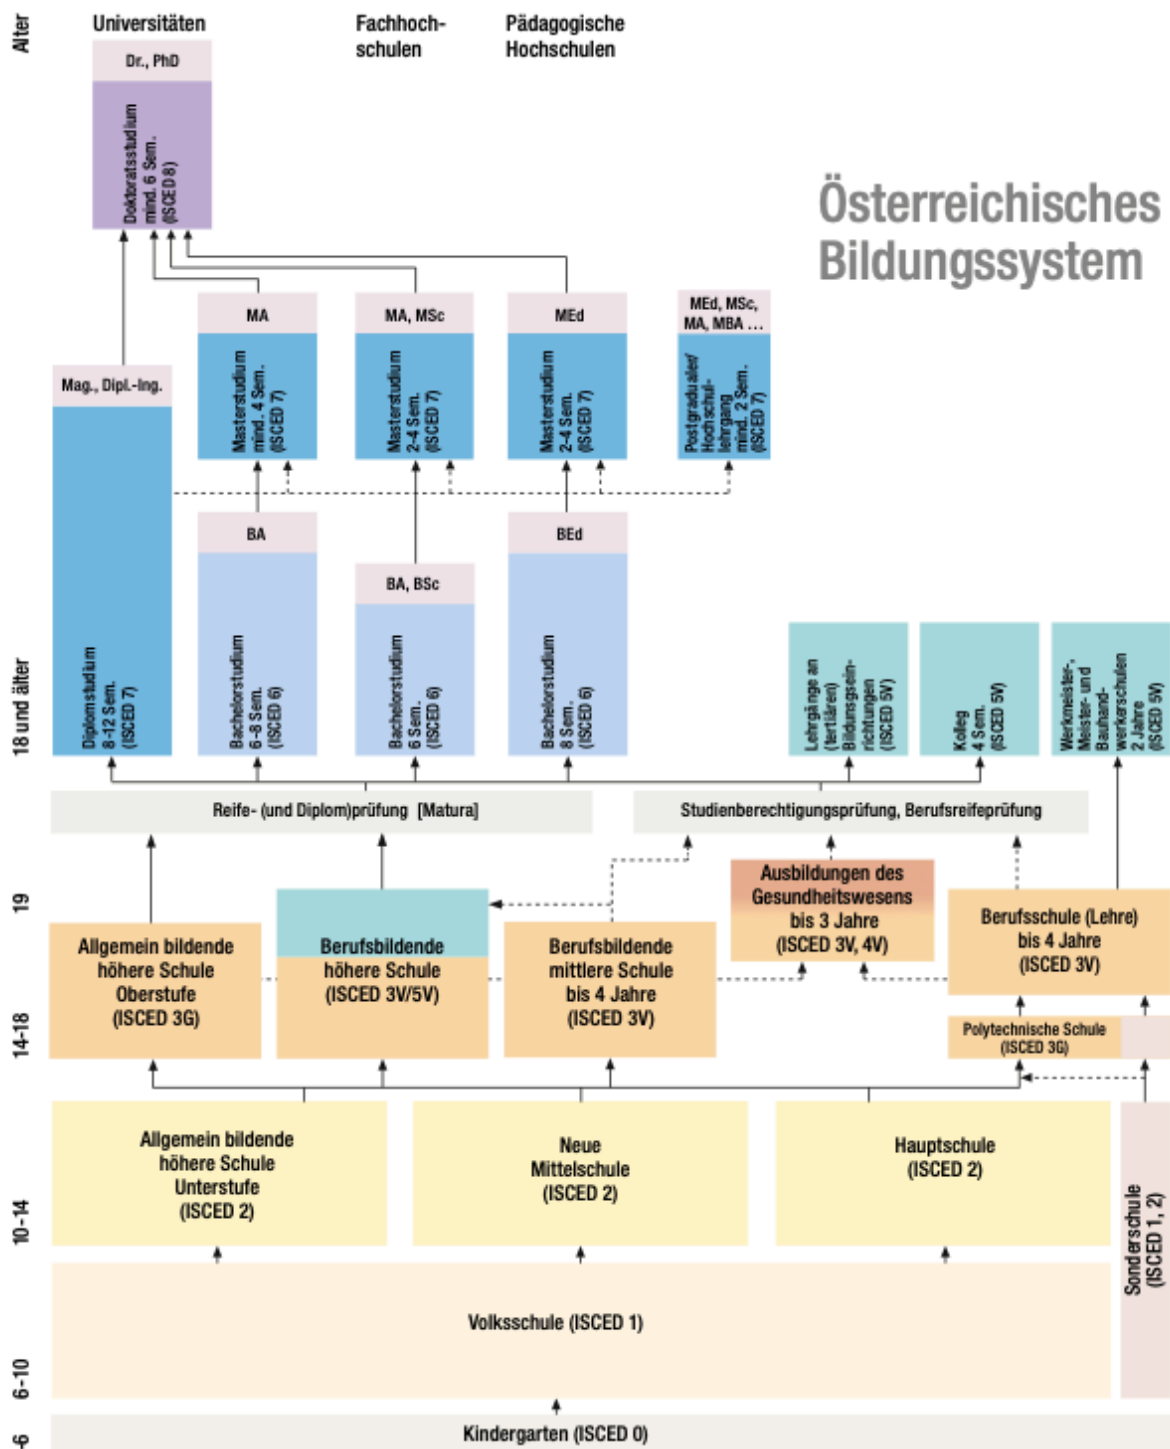 Alter
Universitäten
Fachhoch-
schulen
Pädagogische
Hochschulen
Dr., PhD
Doktoratsstudium
mind. 6 Sem.
(ISCED 8)
Österreichisches
Bildungssystem
MA
Masterstudium
mind. 4 Sem.
(ISCED 7)
MA, MSc
Masterstudium
2-4 Sem.
(ISCED 7)
MEd
Masterstudium
2-4 Sem.
(ISCED 7)
MEd, MSc,
MA, MBA ...
Postgradualer/
Hochschul-
lehrgang
mind. 2 Sem.
(ISCED 7)
Mag., Dipl.-Ing.
Diplomstudium
8-12 Sem.
(ISCED 7)
BA
Bachelorstudium
6-8 Sem.
(ISCED 6)
BA, BSc
Bachelorstudium
6 Sem.
(ISCED 6)
BEd
Bachelorstudium
8 Sem.
(ISCED 6)
Lehrgänge an
(tertiären)
Bildungsein-
richtungen
(ISCED 5V)
Kolleg
4 Sem.
(ISCED 5V)
Werkmeister-,
Meister- und
Bauhand-
werkerschulen
2 Jahre
(ISCED 5V)
18 und älter
Reife- (und Diplom)prüfung [Matura]
Studienberechtigungsprüfung, Berufsreifeprüfung
19
Allgemein bildende
höhere Schule
Oberstufe
(ISCED 3G)
Berufsbildende
höhere Schule
(ISCED 3V/5V)
Berufsbildende
mittlere Schule
bis 4 Jahre
(ISCED 3V)
Ausbildungen des
Gesundheitswesens
bis 3 Jahre
(ISCED 3V, 4V)
Berufsschule (Lehre)
bis 4 Jahre
(ISCED 3V)
14-18
Polytechnische Schule
(ISCED 3G)
Allgemein bildende
höhere Schule
Unterstufe
(ISCED 2)
Neue
Mittelschule
(ISCED 2)
Hauptschule
(ISCED 2)
Sonderschule
(ISCED 1, 2)
10-14
Volksschule (ISCED 1)
6-10
Kindergarten (ISCED 0)
-6